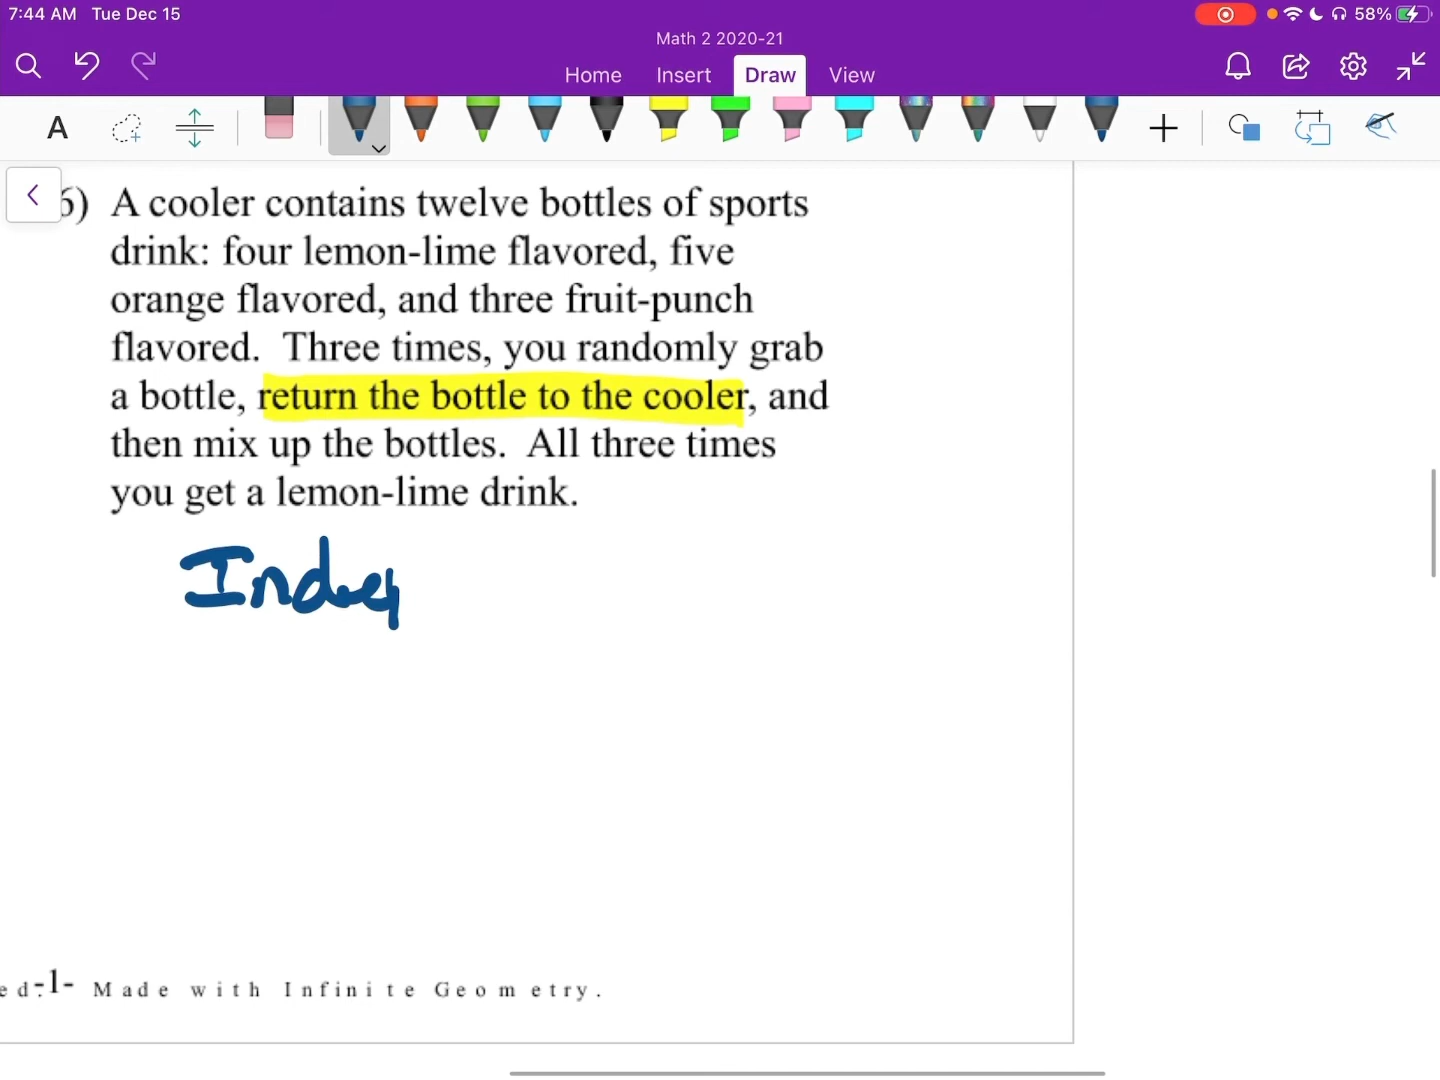 7:44 AM Tue Dec 15
58%
Math 2 2020-21
Home Insert Draw View
A
6) A cooler contains twelve bottles of sports
drink: four lemon-lime flavored, five
orange flavored, and three fruit-punch
flavored. Three times, you randomly grab
a bottle, return the bottle to the cooler, and
then mix up the bottles. All three times
you get a lemon-lime drink.
Indep
ed. -1- Made with Infinite Geometry.